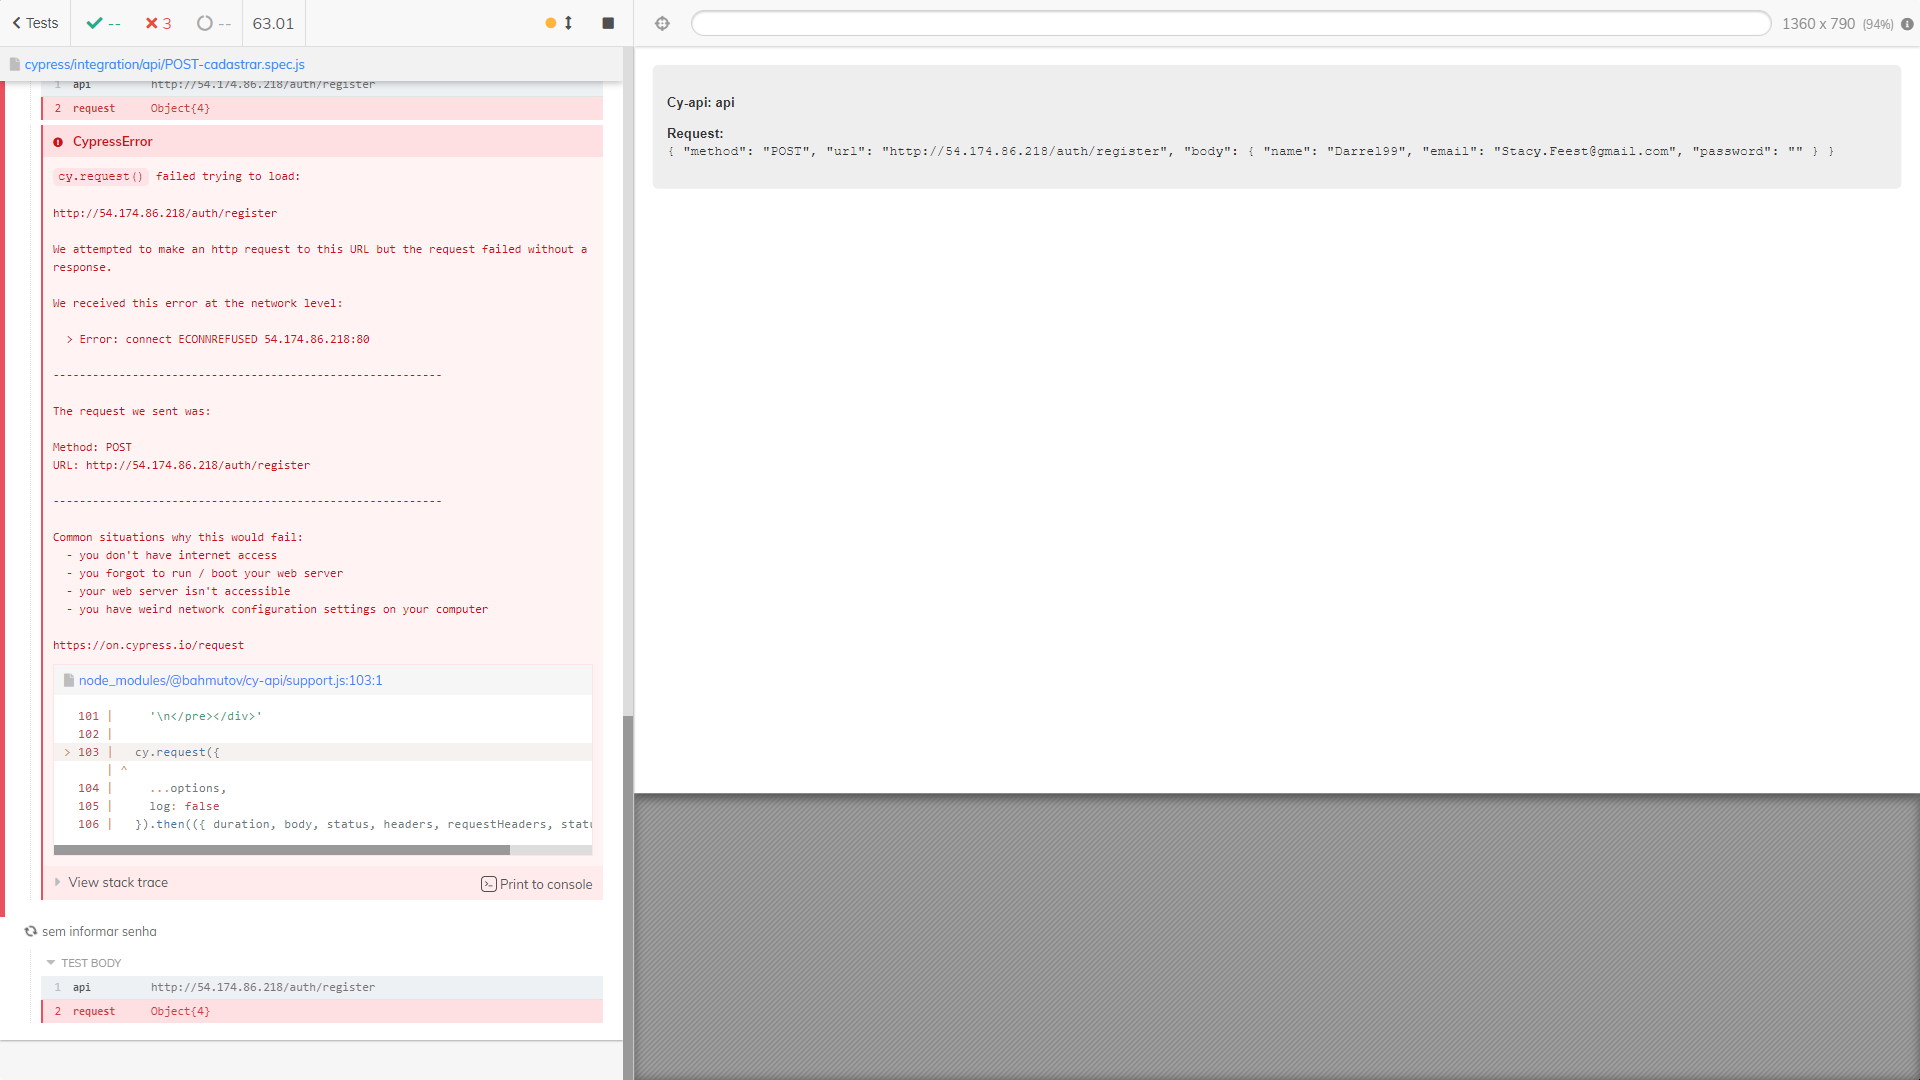 Tests -- 3 -- 63.01
cypress/integration/api/POST-cadastrar.spec.js
1 api http://54.174.86.218/auth/register
2 request Object{4}
CypressError
cy.request() failed trying to load:
http://54.174.86.218/auth/register
We attempted to make an http request to this URL but the request failed without a
response.
We received this error at the network level:
> Error: connect ECONNREFUSED 54.174.86.218:80
-----------------------------------------------------------
The request we sent was:
Method: POST
URL: http://54.174.86.218/auth/register
-----------------------------------------------------------
Common situations why this would fail:
- you don't have internet access
- you forgot to run / boot your web server
- your web server isn't accessible
- you have weird network configuration settings on your computer
https://on.cypress.io/request
node_modules/@bahmutov/cy-api/support.js:103:1
101 | '\n</pre></div>'
102 |
> 103 | cy.request({
| ^
104 | ...options,
105 | log: false
106 | }).then(({ duration, body, status, headers, requestHeaders, statu
View stack trace
Print to console
sem informar senha
TEST BODY
1 api http://54.174.86.218/auth/register
2 request Object{4}
1360 x 790 (94%)
Cy-api: api
Request:
{ "method": "POST", "url": "http://54.174.86.218/auth/register", "body": { "name": "Darrel99", "email": "Stacy.Feest@gmail.com", "password": "" } }